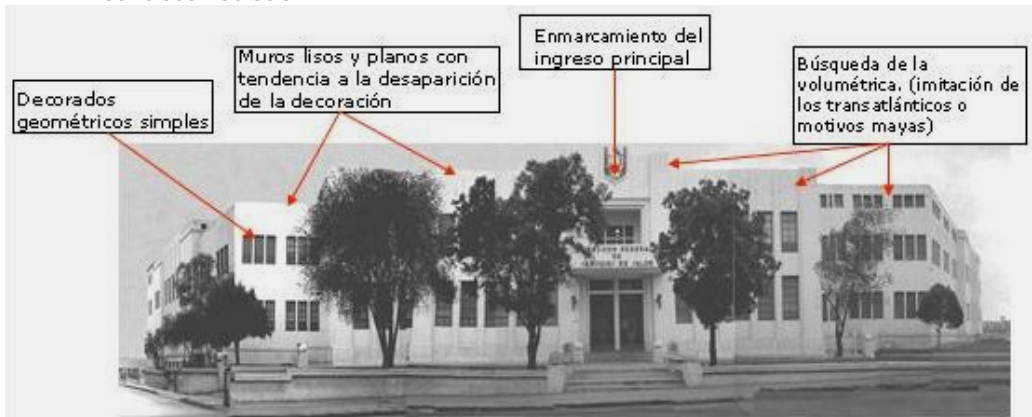 Decorados
geométricos simples
Muros lisos y planos con
tendencia a la desaparición
de la decoración
Enmarcamiento del
ingreso principal
Búsqueda de la
volumétrica. (imitación de
los transatlánticos o
motivos mayas)